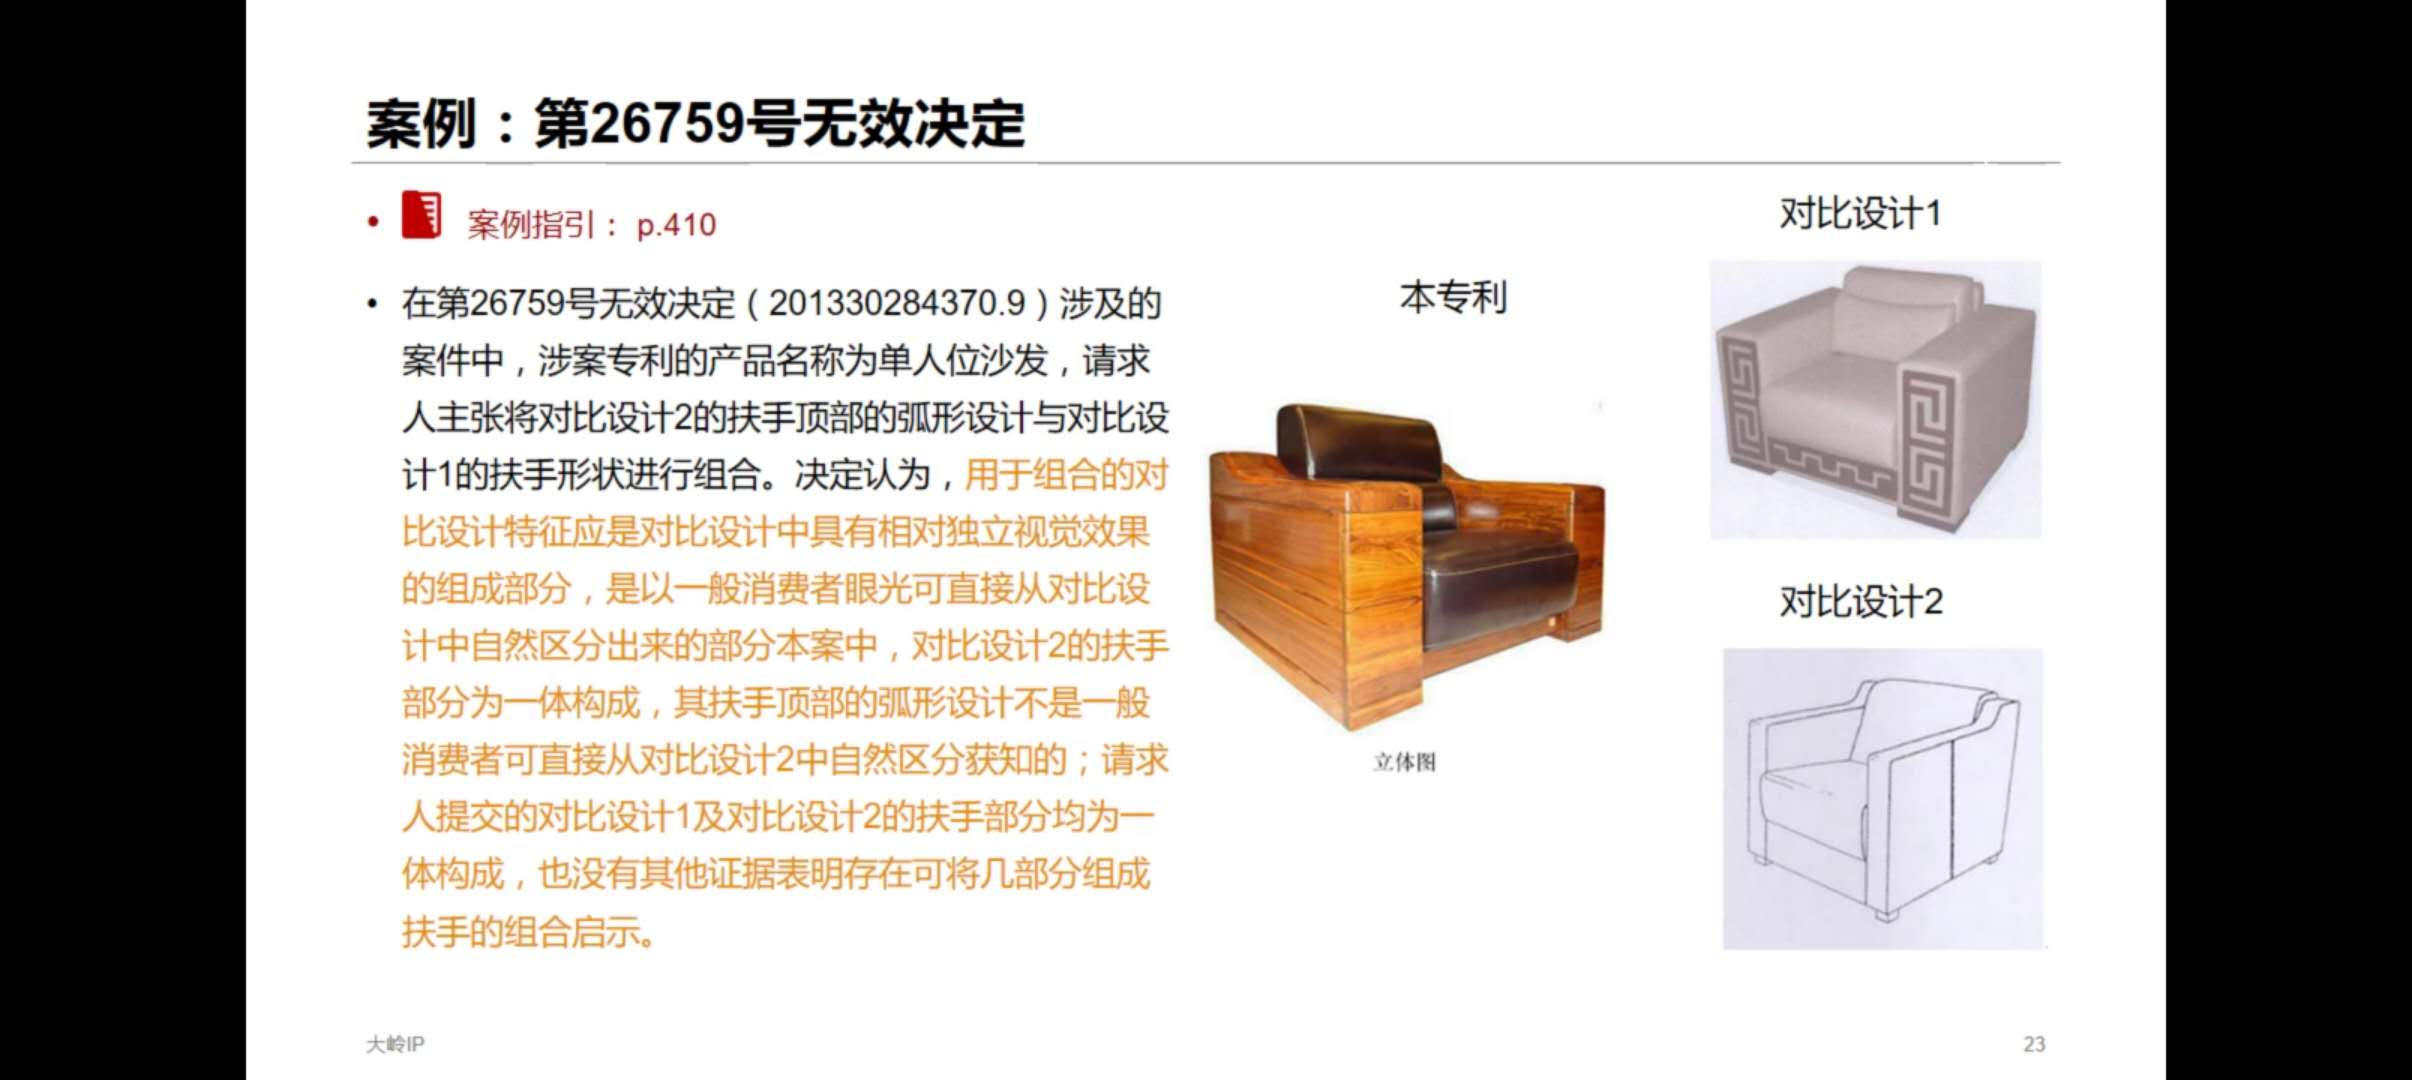 案例：第26759号无效决定
• 案例指引： p.410
• 在第26759号无效决定（201330284370.9）涉及的
案件中，涉案专利的产品名称为单人位沙发，请求
人主张将对比设计2的扶手顶部的弧形设计与对比设
计1的扶手形状进行组合。决定认为，用于组合的对
比设计特征应是对比设计中具有相对独立视觉效果
的组成部分，是以一般消费者眼光可直接从对比设
计中自然区分出来的部分本案中，对比设计2的扶手
部分为一体构成，其扶手顶部的弧形设计不是一般
消费者可直接从对比设计2中自然区分获知的；请求
人提交的对比设计1及对比设计2的扶手部分均为一
体构成，也没有其他证据表明存在可将几部分组成
扶手的组合启示。
本专利
立体图
对比设计1
对比设计2
大岭IP
23